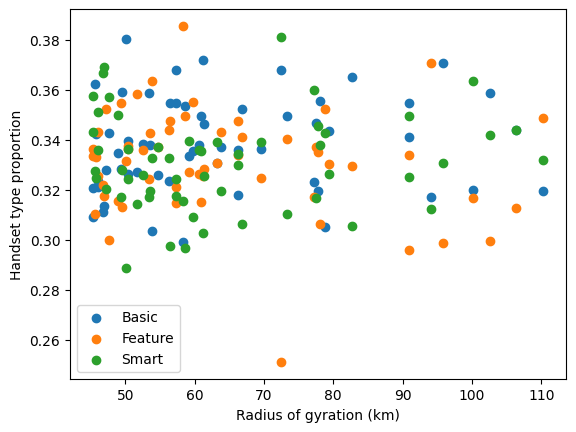 Handset type proportion
0.38
0.36
0.34
0.32
0.30
0.28
0.26
Basic
Feature
Smart
50 60 70 80 90 100 110
Radius of gyration (km)